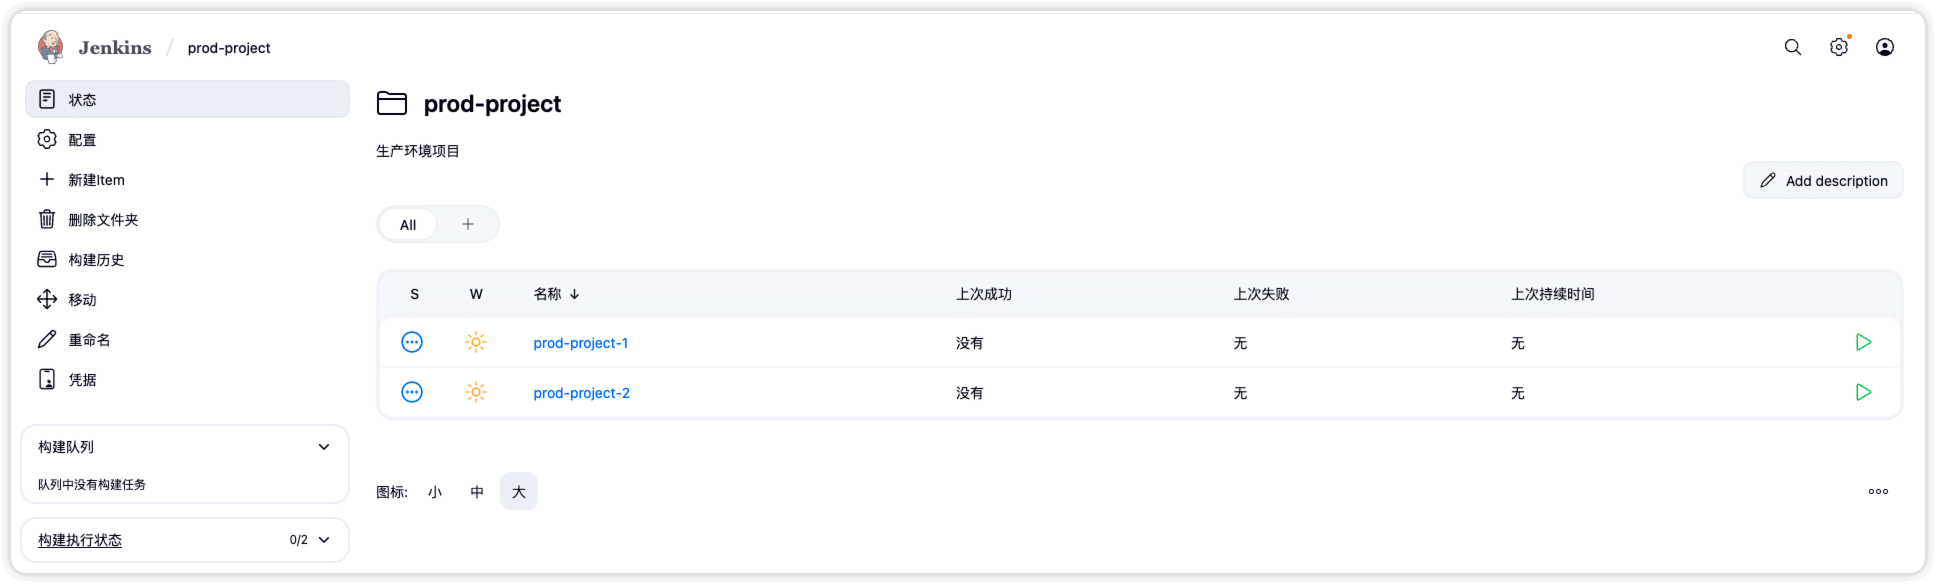 Jenkins / prod-project
状态
配置
新建Item
删除文件夹
构建历史
移动
重命名
凭据
构建队列
队列中没有构建任务
构建执行状态 0/2
prod-project
生产环境项目
Add description
All +
S W 名称 ↓ 上次成功 上次失败 上次持续时间
prod-project-1 没有 无 无
prod-project-2 没有 无 无
图标: 小 中 大